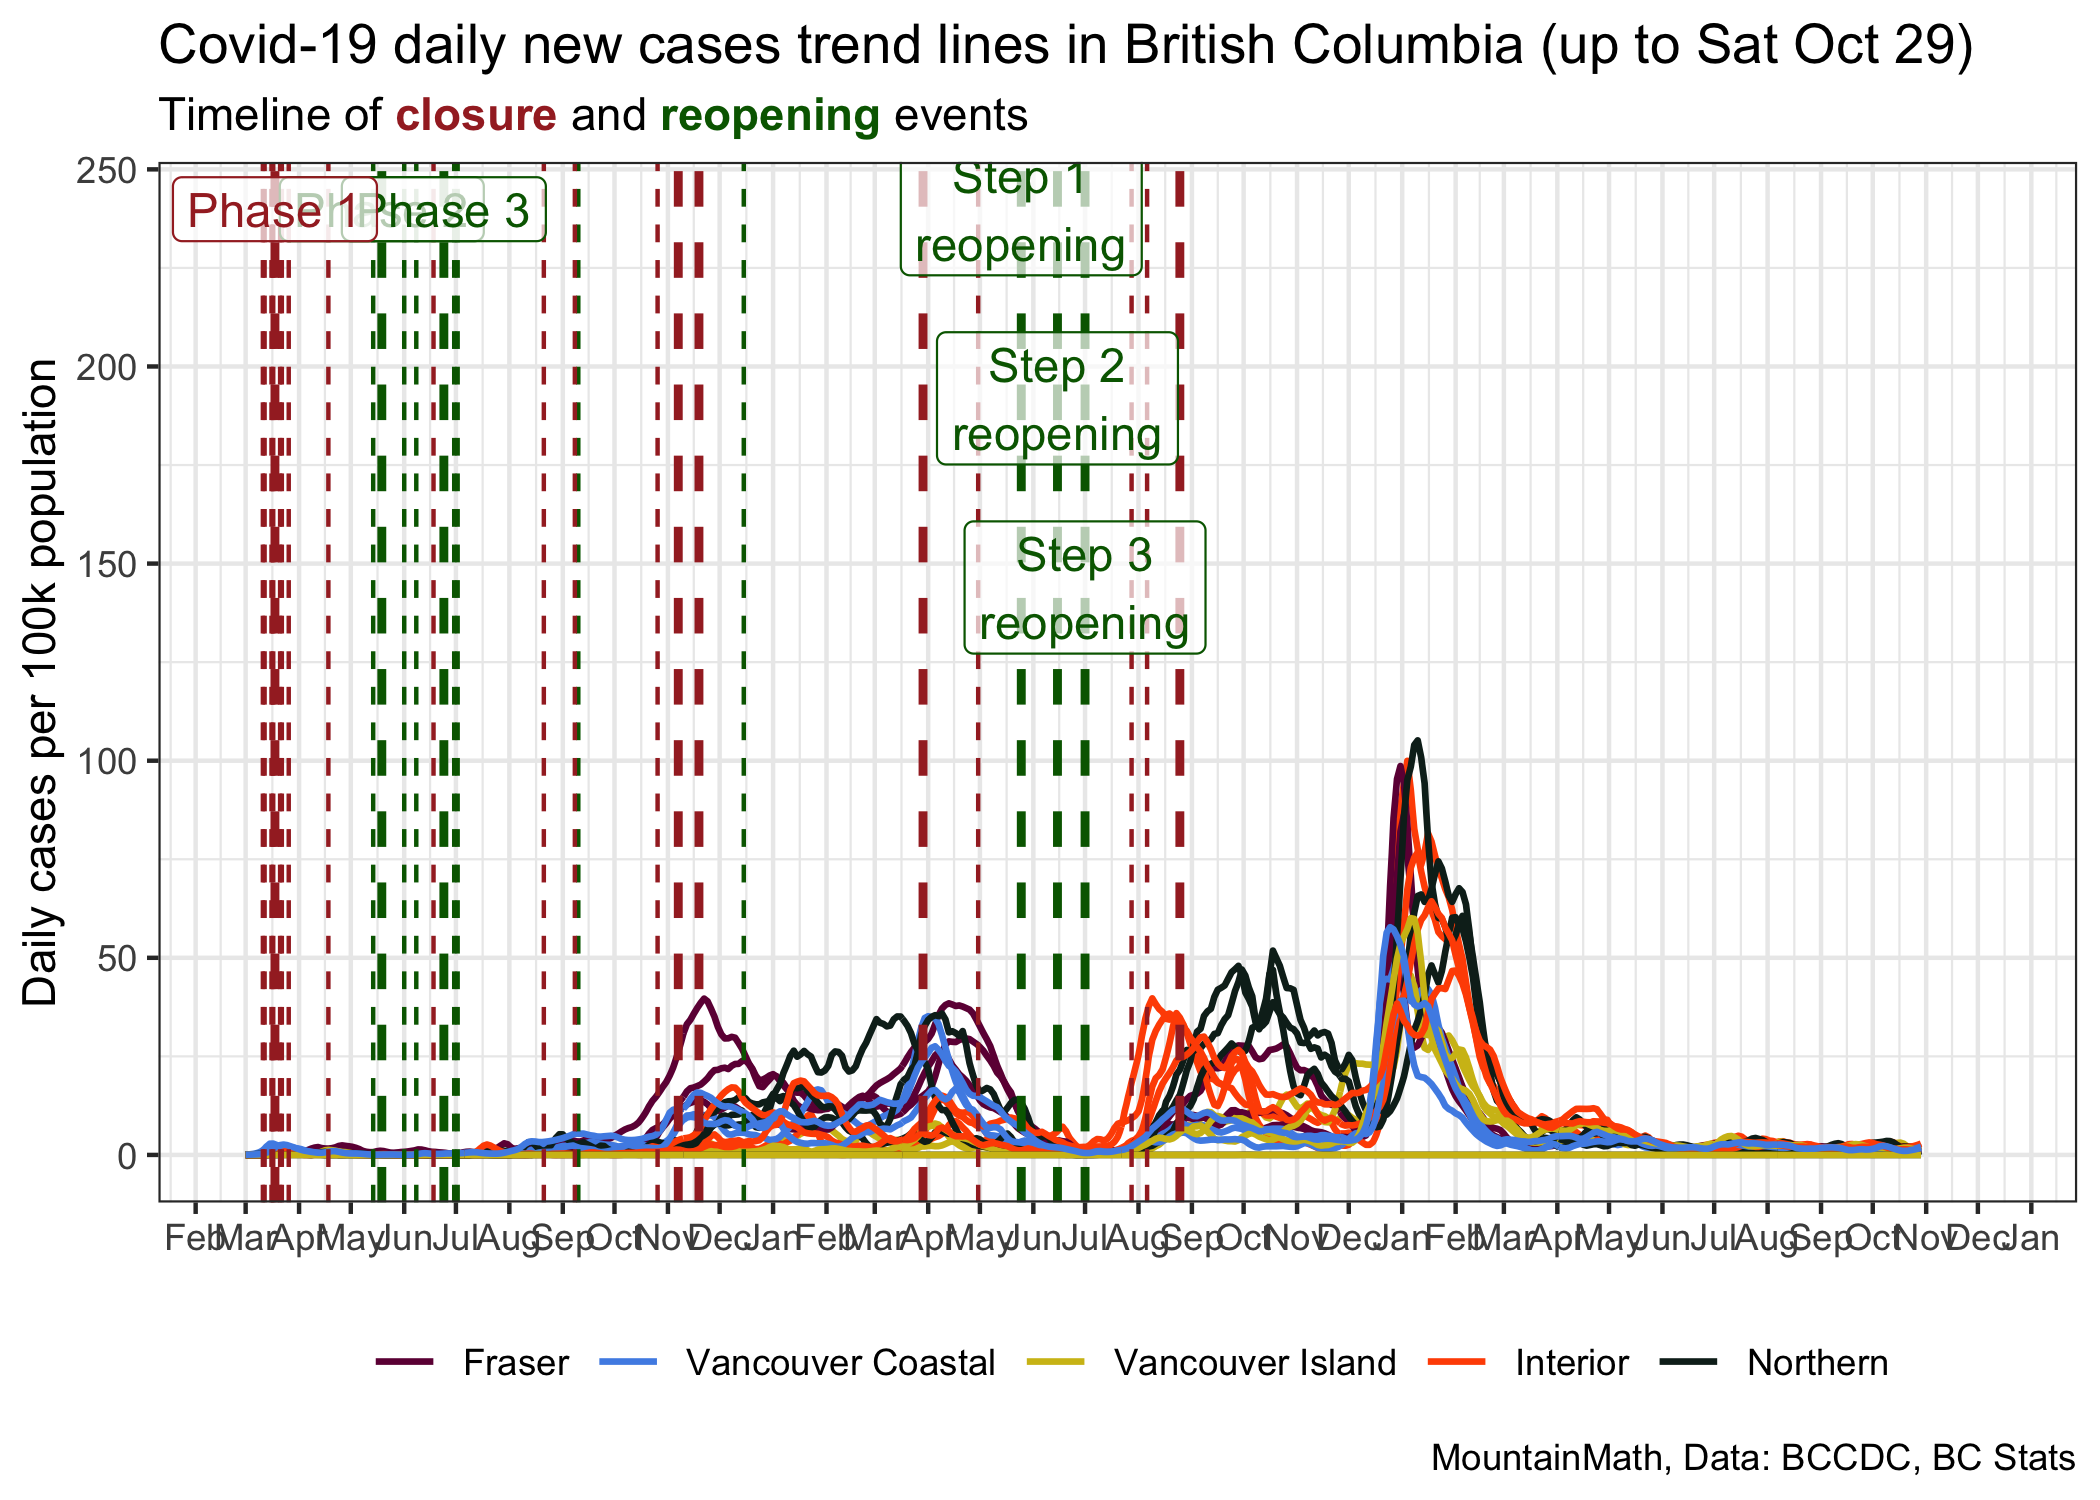 Covid-19 daily new cases trend lines in British Columbia (up to Sat Oct 29)
Timeline of closure and reopening events
Daily cases per 100k population
250
200
150
100
50
0
Phase 1
Phase 2
Phase 3
Step 1
reopening
Step 2
reopening
Step 3
reopening
Feb Mar Apr May Jun Jul Aug Sep Oct Nov Dec Jan Feb Mar Apr May Jun Jul Aug Sep Oct Nov Dec Jan Feb Mar Apr May Jun Jul Aug Sep Oct Nov Dec Jan
Fraser Vancouver Coastal Vancouver Island Interior Northern
MountainMath, Data: BCCDC, BC Stats